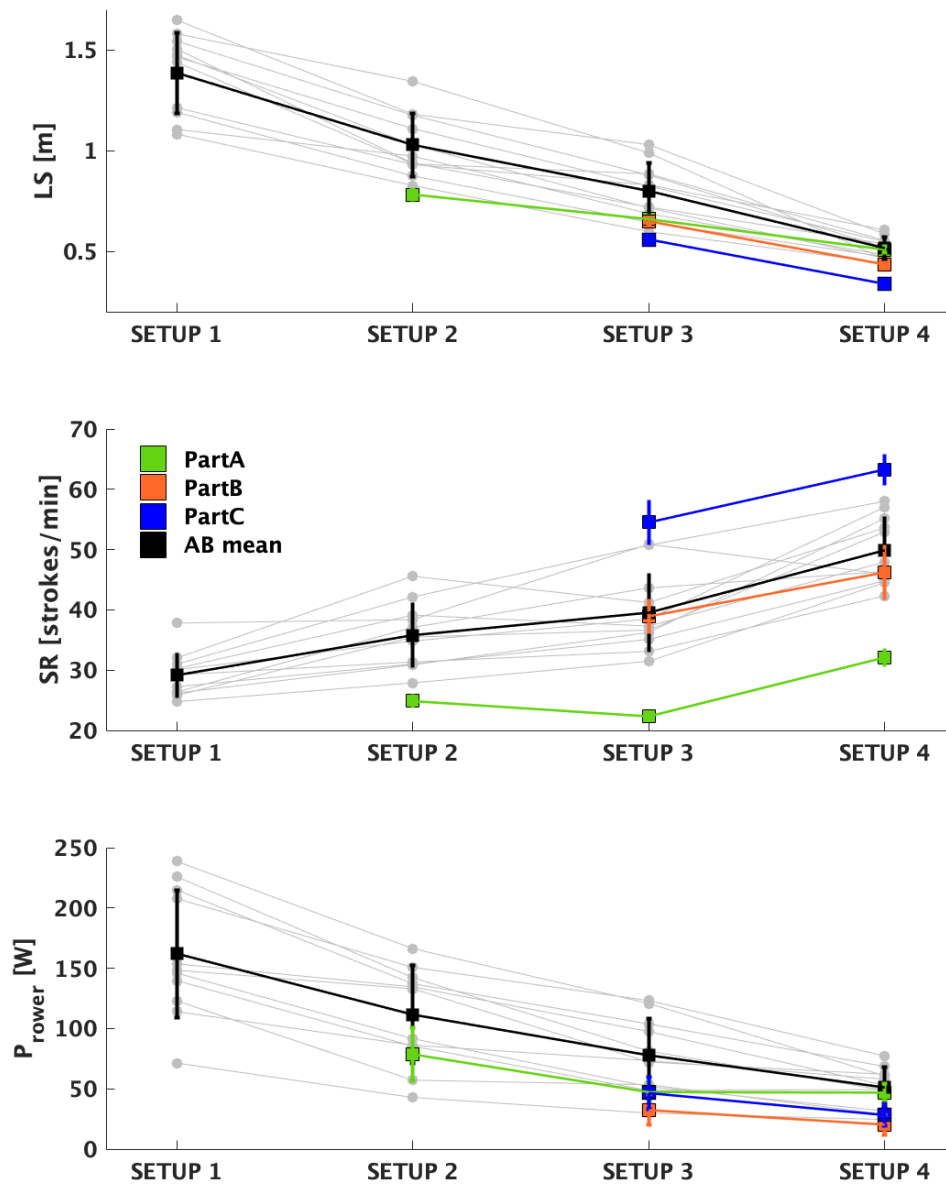 1.5
1
0.5
LS [m]
SETUP 1 SETUP 2 SETUP 3 SETUP 4
70
60
50
40
30
20
SR [strokes/min]
PartA
PartB
PartC
AB mean
SETUP 1 SETUP 2 SETUP 3 SETUP 4
250
200
150
100
50
0
P_rower [W]
SETUP 1 SETUP 2 SETUP 3 SETUP 4